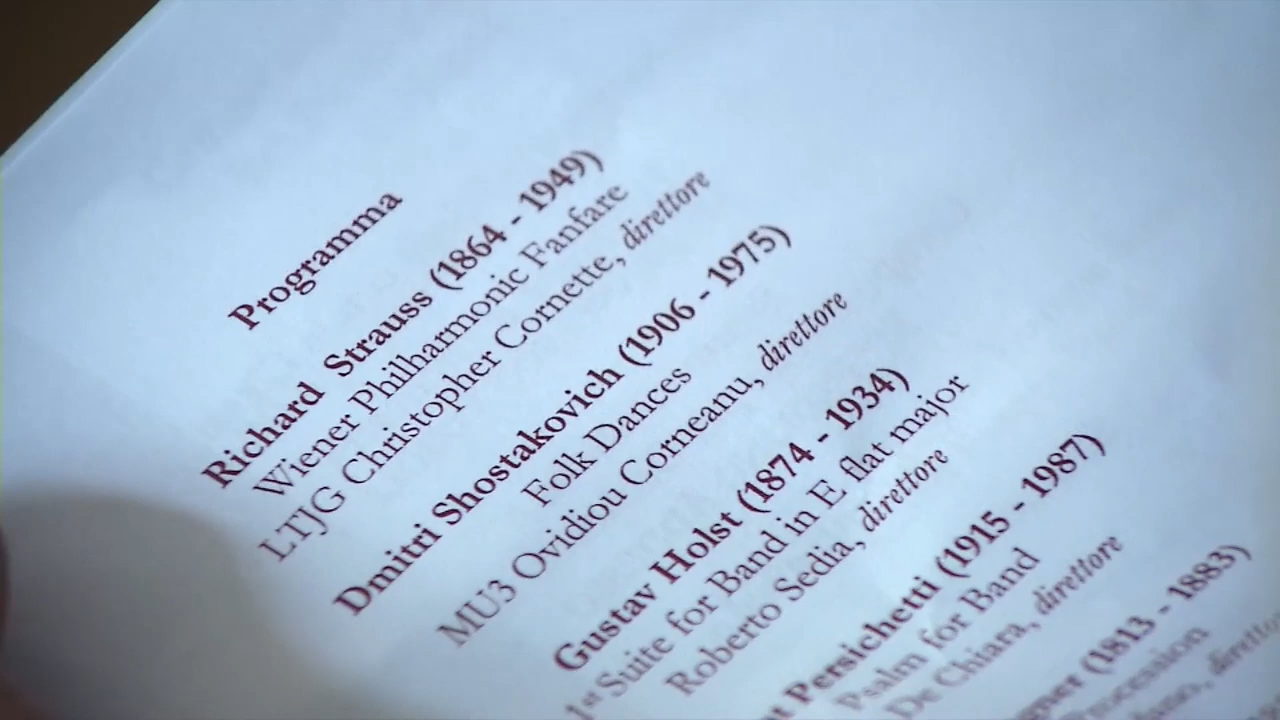 Programma
Richard Strauss (1864 - 1949)
Wiener Philharmonic Fanfare
LTJG Christopher Cornette, direttore
Dmitri Shostakovich (1906 - 1975)
Folk Dances
MU3 Ovidiou Corneanu, direttore
Gustav Holst (1874 - 1934)
1st Suite for Band in E flat major
Roberto Sedia, direttore
Persichetti (1915 - 1987)
Psalm for Band
De Chiara, direttore
(1813 - 1883)